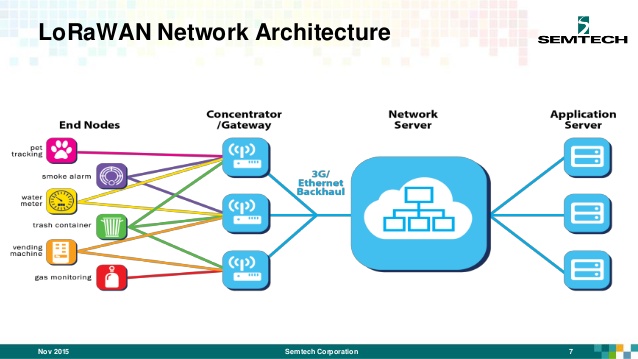 LoRaWAN Network Architecture
SEMTECH
End Nodes
Concentrator
/Gateway
Network
Server
Application
Server
pet
tracking
smoke alarm
water
meter
trash container
vending
machine
gas monitoring
3G/
Ethernet
Backhaul
Nov 2015
Semtech Corporation
7